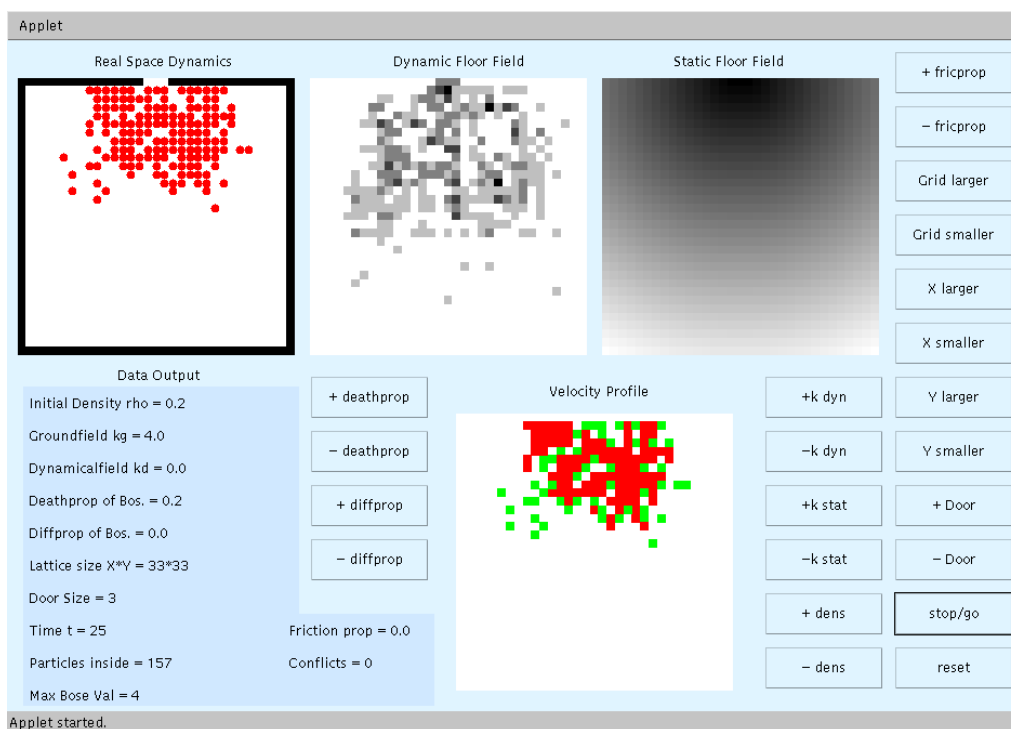 Applet
Real Space Dynamics
Dynamic Floor Field
Static Floor Field
+ fricprop
− fricprop
Grid larger
Grid smaller
X larger
X smaller
Data Output
Initial Density rho = 0.2
Groundfield kg = 4.0
Dynamicalfield kd = 0.0
Deathprop of Bos. = 0.2
Diffprop of Bos. = 0.0
Lattice size X*Y = 33*33
Door Size = 3
Time t = 25
Particles inside = 157
Max Bose Val = 4
Friction prop = 0.0
Conflicts = 0
+ deathprop
− deathprop
+ diffprop
− diffprop
Velocity Profile
+k dyn
−k dyn
+k stat
−k stat
+ dens
− dens
Y larger
Y smaller
+ Door
− Door
stop/go
reset
Applet started.